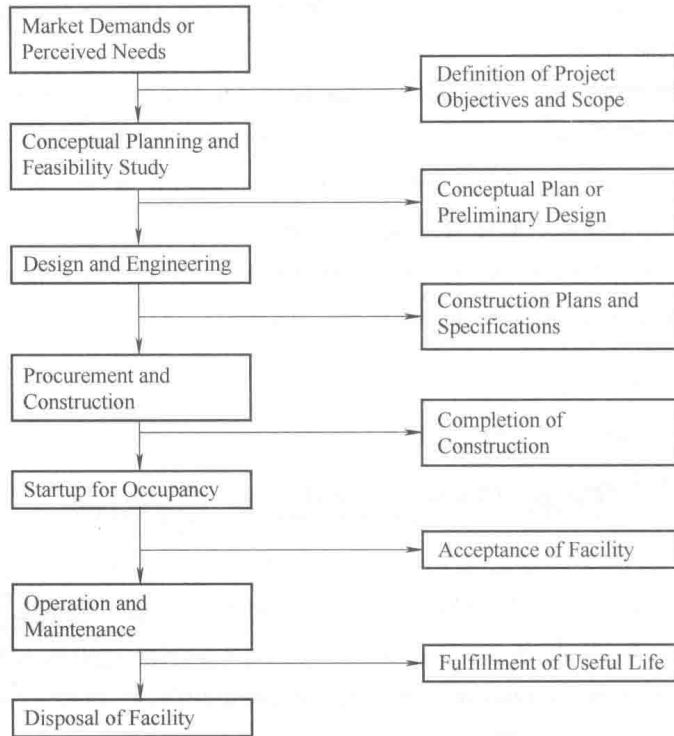 Market Demands or
Perceived Needs
Definition of Project
Objectives and Scope
Conceptual Planning and
Feasibility Study
Conceptual Plan or
Preliminary Design
Design and Engineering
Construction Plans and
Specifications
Procurement and
Construction
Completion of
Construction
Startup for Occupancy
Acceptance of Facility
Operation and
Maintenance
Fulfillment of Useful Life
Disposal of Facility